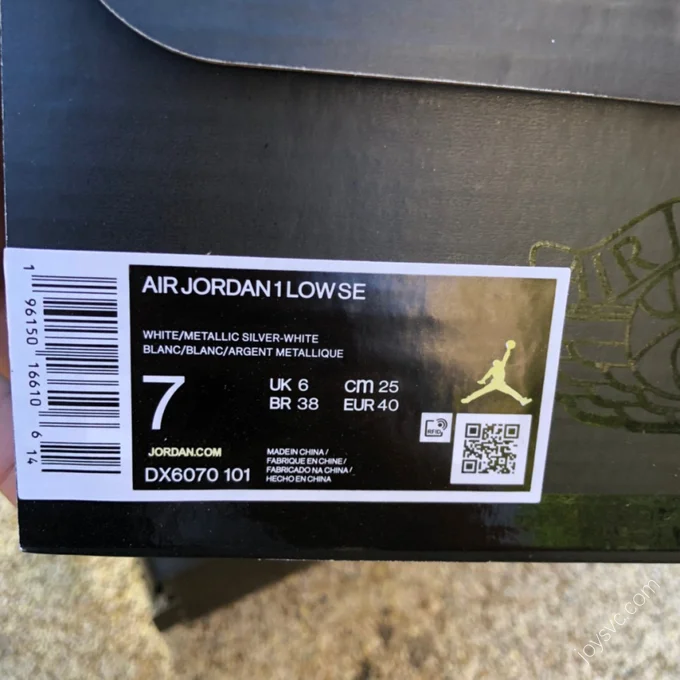 AIR JORDAN 1 LOW SE
WHITE/METALLIC SILVER-WHITE
BLANC/BLANC/ARGENT METALLIQUE
7
UK 6
cm 25
BR 38
EUR 40
JORDAN.COM
DX6070 101
MADE IN CHINA /
FABRIQUE EN CHINE /
FABRICADO NA CHINA /
HECHO EN CHINA
RFID
1 96150 16610 6 14
AIR
joysvc.com